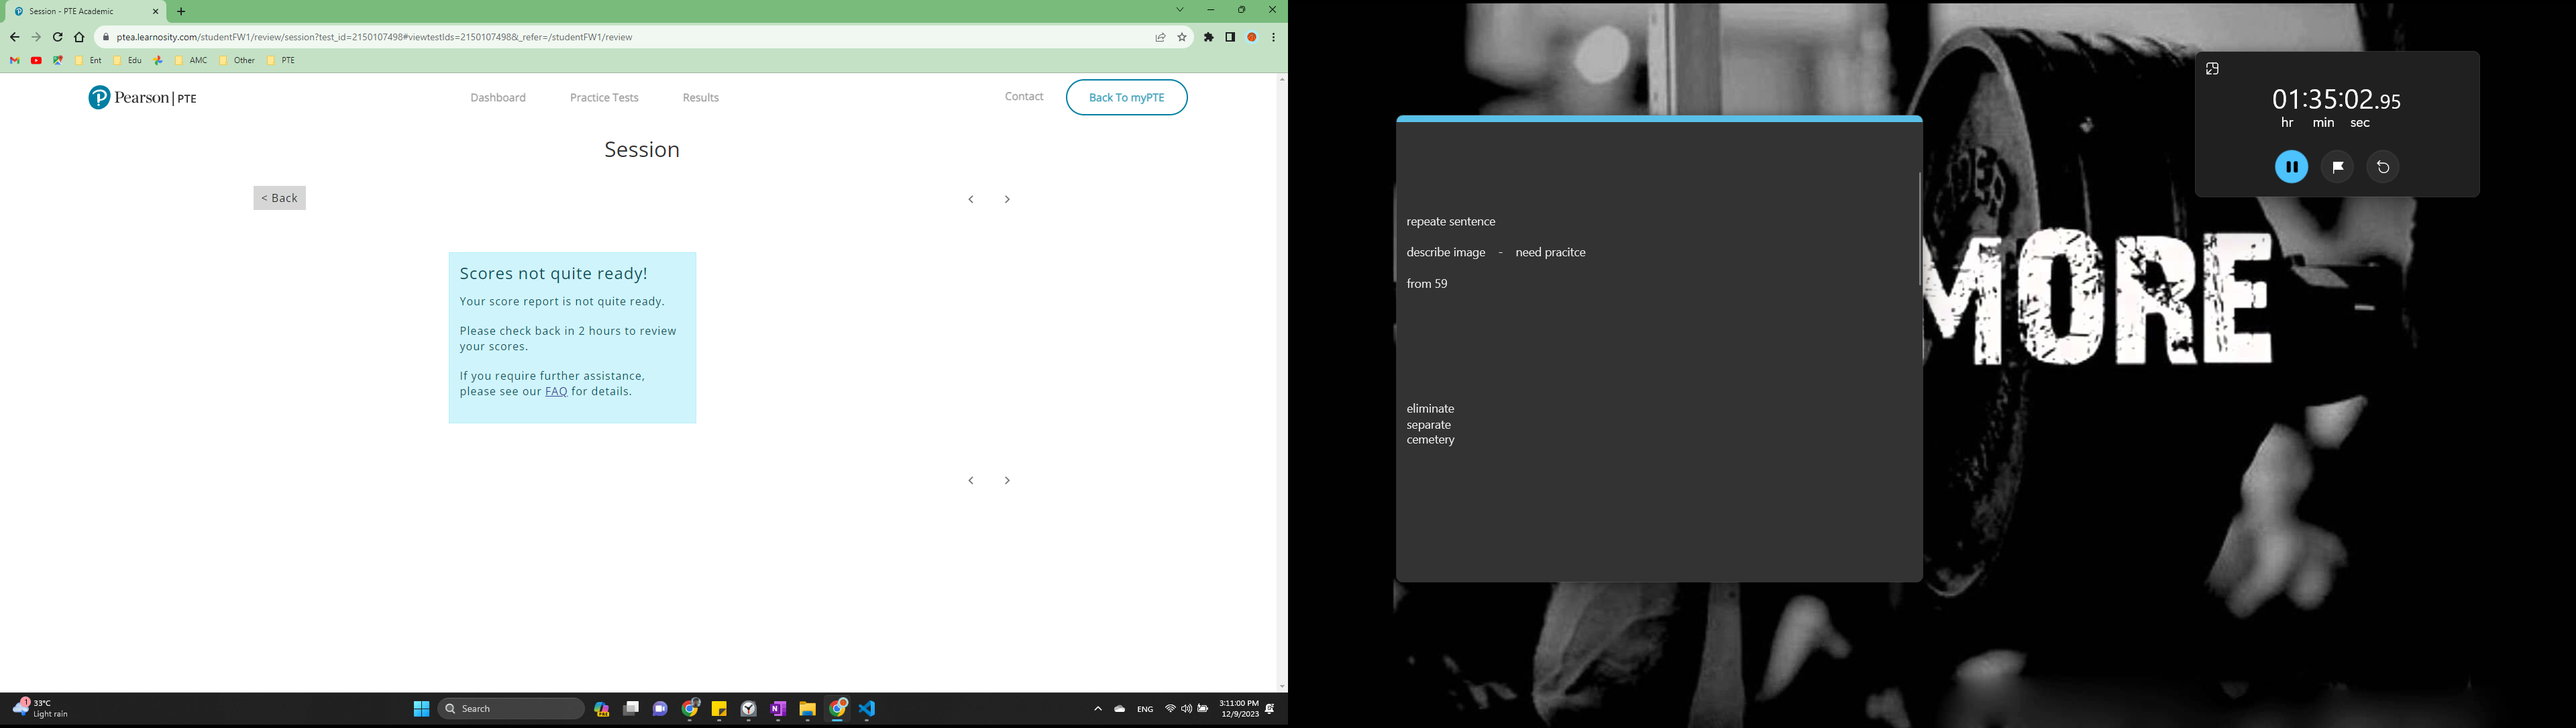 Session - PTE Academic
ptea.learnosity.com/studentFW1/review/session?test_id=2150107498#viewtestIds=2150107498&_refer=/studentFW1/review
Ent Edu AMC Other PTE
Pearson | PTE Dashboard Practice Tests Results Contact Back To myPTE
Session
< Back
Scores not quite ready!
Your score report is not quite ready.
Please check back in 2 hours to review
your scores.
If you require further assistance,
please see our FAQ for details.
33°C
Light rain
Search
ENG
3:11:00 PM
12/9/2023
repeate sentence
describe image - need pracitce
from 59
eliminate
separate
cemetery
01:35:02.95
hr min sec
MORE